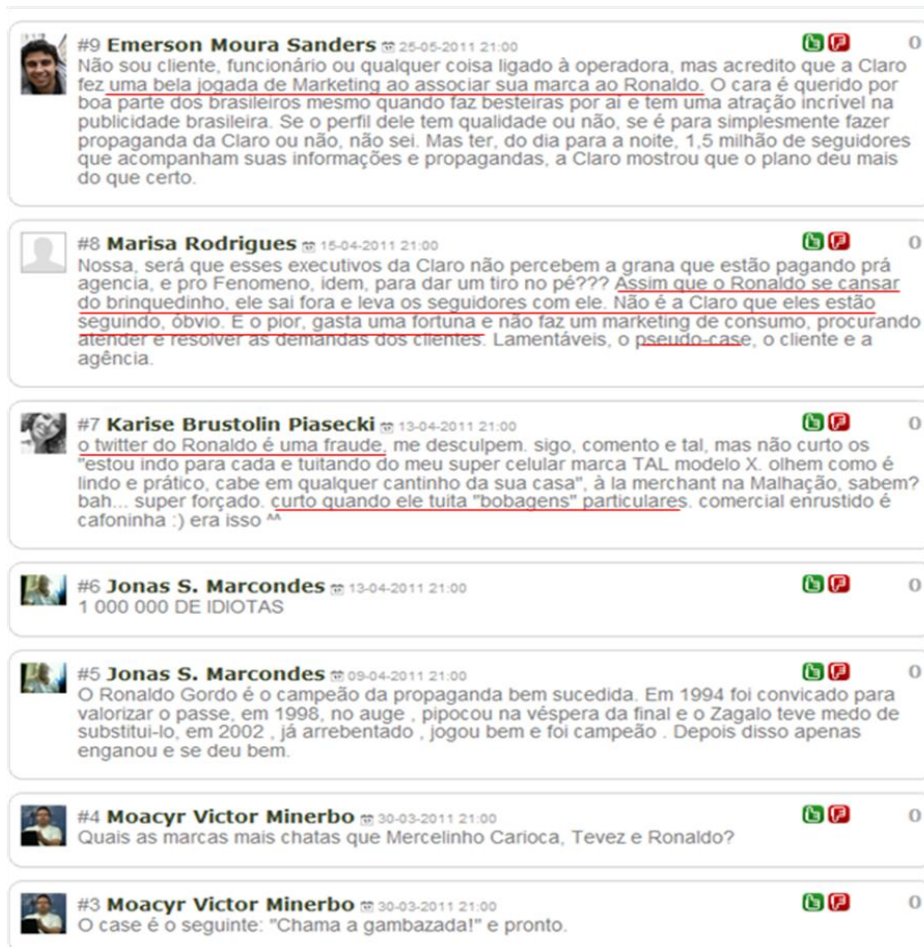 #9 Emerson Moura Sanders 25-05-2011 21:00 0
Não sou cliente, funcionário ou qualquer coisa ligado à operadora, mas acredito que a Claro
fez uma bela jogada de Marketing ao associar sua marca ao Ronaldo. O cara é querido por
boa parte dos brasileiros mesmo quando faz besteiras por aí e tem uma atração incrível na
publicidade brasileira. Se o perfil dele tem qualidade ou não, se é para simplesmente fazer
propaganda da Claro ou não, não sei. Mas ter, do dia para a noite, 1,5 milhão de seguidores
que acompanham suas informações e propagandas, a Claro mostrou que o plano deu mais
do que certo.
#8 Marisa Rodrigues 15-04-2011 21:00 0
Nossa, será que esses executivos da Claro não percebem a grana que estão pagando prá
agencia, e pro Fenomeno, idem, para dar um tiro no pé??? Assim que o Ronaldo se cansar
do brinquedinho, ele sai fora e leva os seguidores com ele. Não é a Claro que eles estão
seguindo, óbvio. E o pior, gasta uma fortuna e não faz um marketing de consumo, procurando
atender e resolver as demandas dos clientes. Lamentáveis, o pseudo-case, o cliente e a
agência.
#7 Karise Brustolin Piasecki 13-04-2011 21:00 0
o twitter do Ronaldo é uma fraude, me desculpem. sigo, comento e tal, mas não curto os
"estou indo para cada e tuitando do meu super celular marca TAL modelo X. olhem como é
lindo e prático, cabe em qualquer cantinho da sua casa", à la merchant na Malhação, sabem?
bah... super forçado. curto quando ele tuita "bobagens" particulares. comercial enrustido é
cafoninha :) era isso ^^
#6 Jonas S. Marcondes 13-04-2011 21:00 0
1 000 000 DE IDIOTAS
#5 Jonas S. Marcondes 09-04-2011 21:00 0
O Ronaldo Gordo é o campeão da propaganda bem sucedida. Em 1994 foi convicado para
valorizar o passe, em 1998, no auge , pipocou na véspera da final e o Zagalo teve medo de
substitui-lo, em 2002 , já arrebentado , jogou bem e foi campeão . Depois disso apenas
enganou e se deu bem.
#4 Moacyr Victor Minerbo 30-03-2011 21:00 0
Quais as marcas mais chatas que Mercelinho Carioca, Tevez e Ronaldo?
#3 Moacyr Victor Minerbo 30-03-2011 21:00 0
O case é o seguinte: "Chama a gambazada!" e pronto.